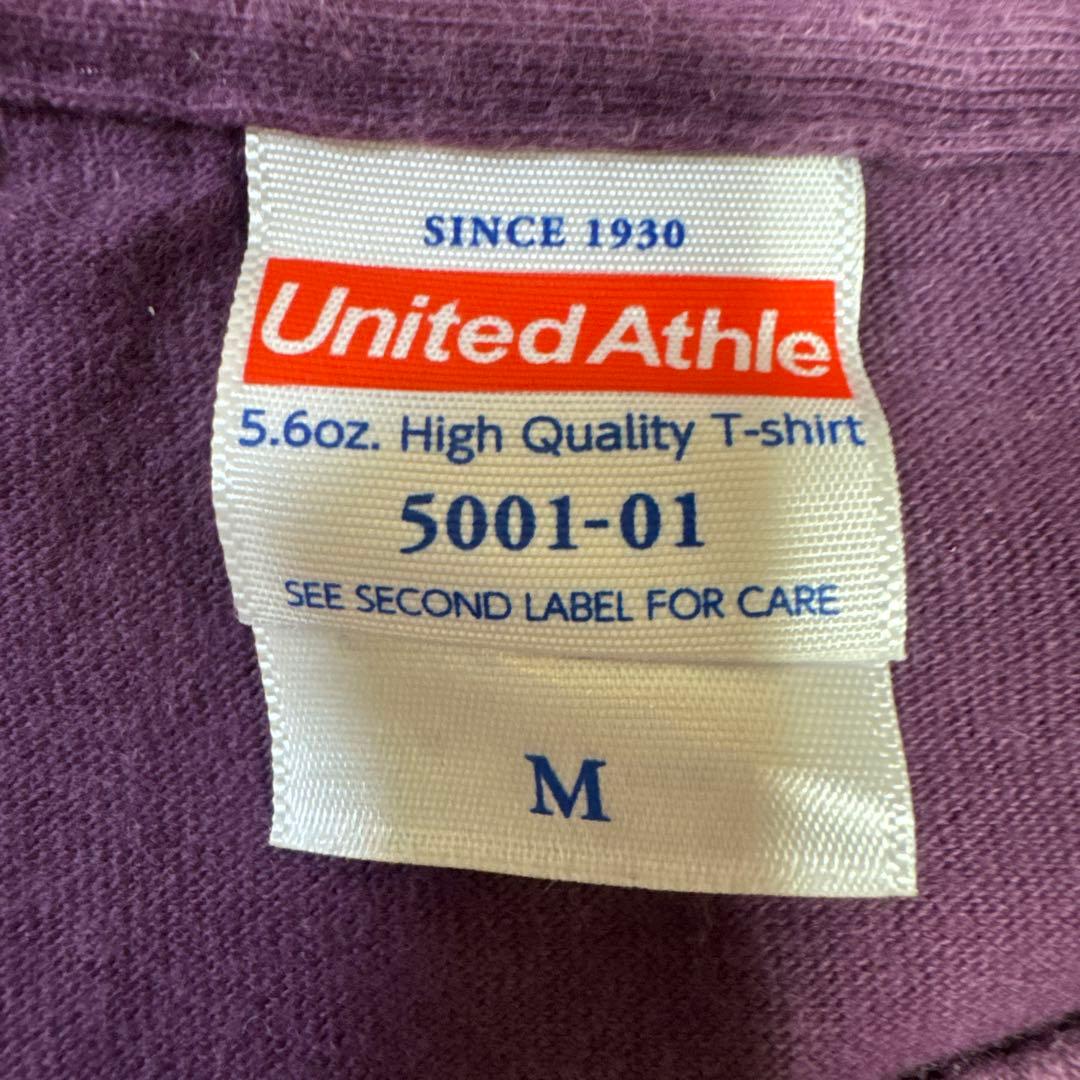 SINCE 1930
United Athle
5.6oz. High Quality T-shirt
5001-01
SEE SECOND LABEL FOR CARE
M